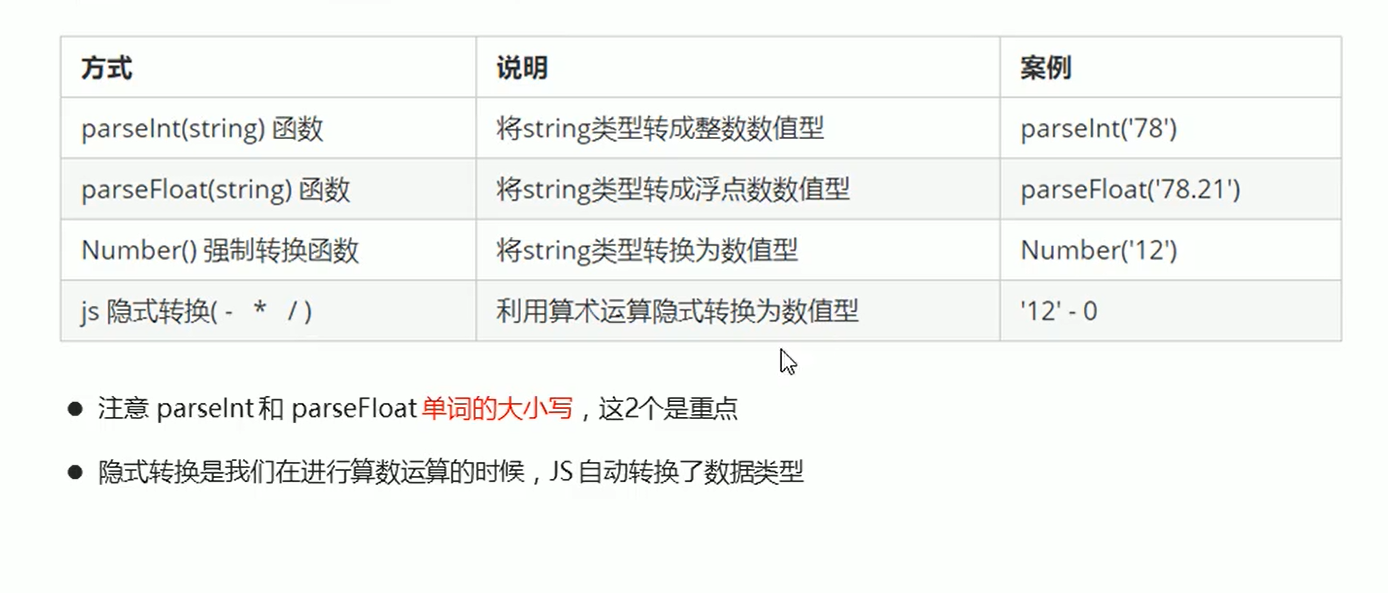 方式 说明 案例
parseInt(string) 函数 将string类型转成整数数值型 parseInt('78')
parseFloat(string) 函数 将string类型转成浮点数数值型 parseFloat('78.21')
Number() 强制转换函数 将string类型转换为数值型 Number('12')
js 隐式转换( - * / ) 利用算术运算隐式转换为数值型 '12' - 0
● 注意 parseInt 和 parseFloat 单词的大小写，这2个是重点
● 隐式转换是我们在进行算数运算的时候，JS 自动转换了数据类型